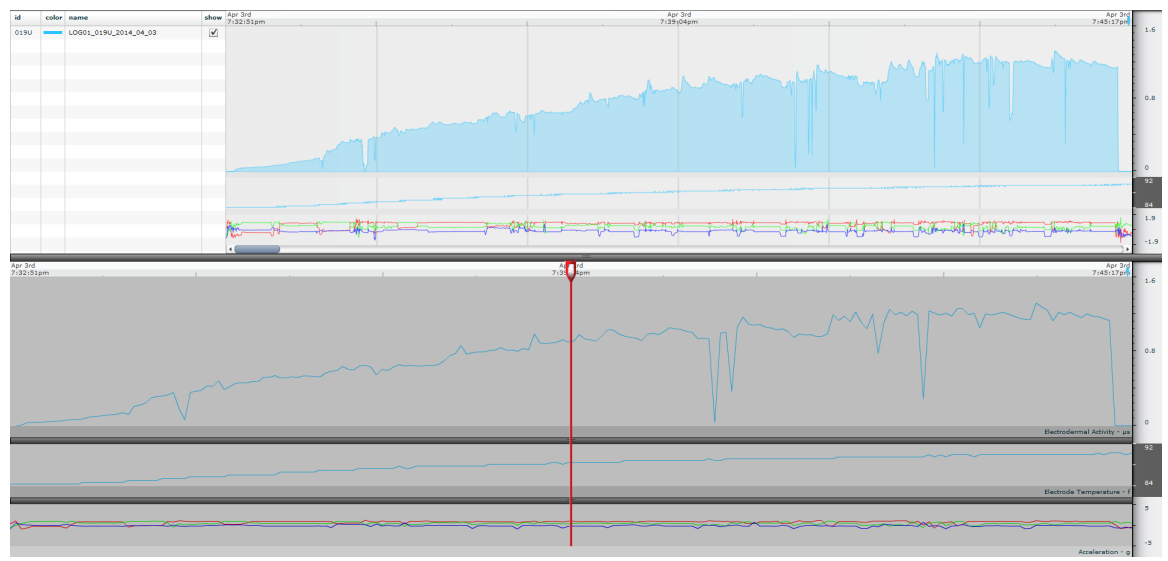 id color name show
Apr 3rd Apr 3rd Apr 3rd
7:32:51pm 7:39:04pm 7:45:17pm
019U LOG01_019U_2014_04_03
1.6
0.8
0
92
84
1.9
-1.9
Apr 3rd Apr 3rd
7:32:51pm 7:45:17pm
1.6
0.8
0
Electrodermal Activity - μs
92
84
Electrode Temperature - f
5
-5
Acceleration - g